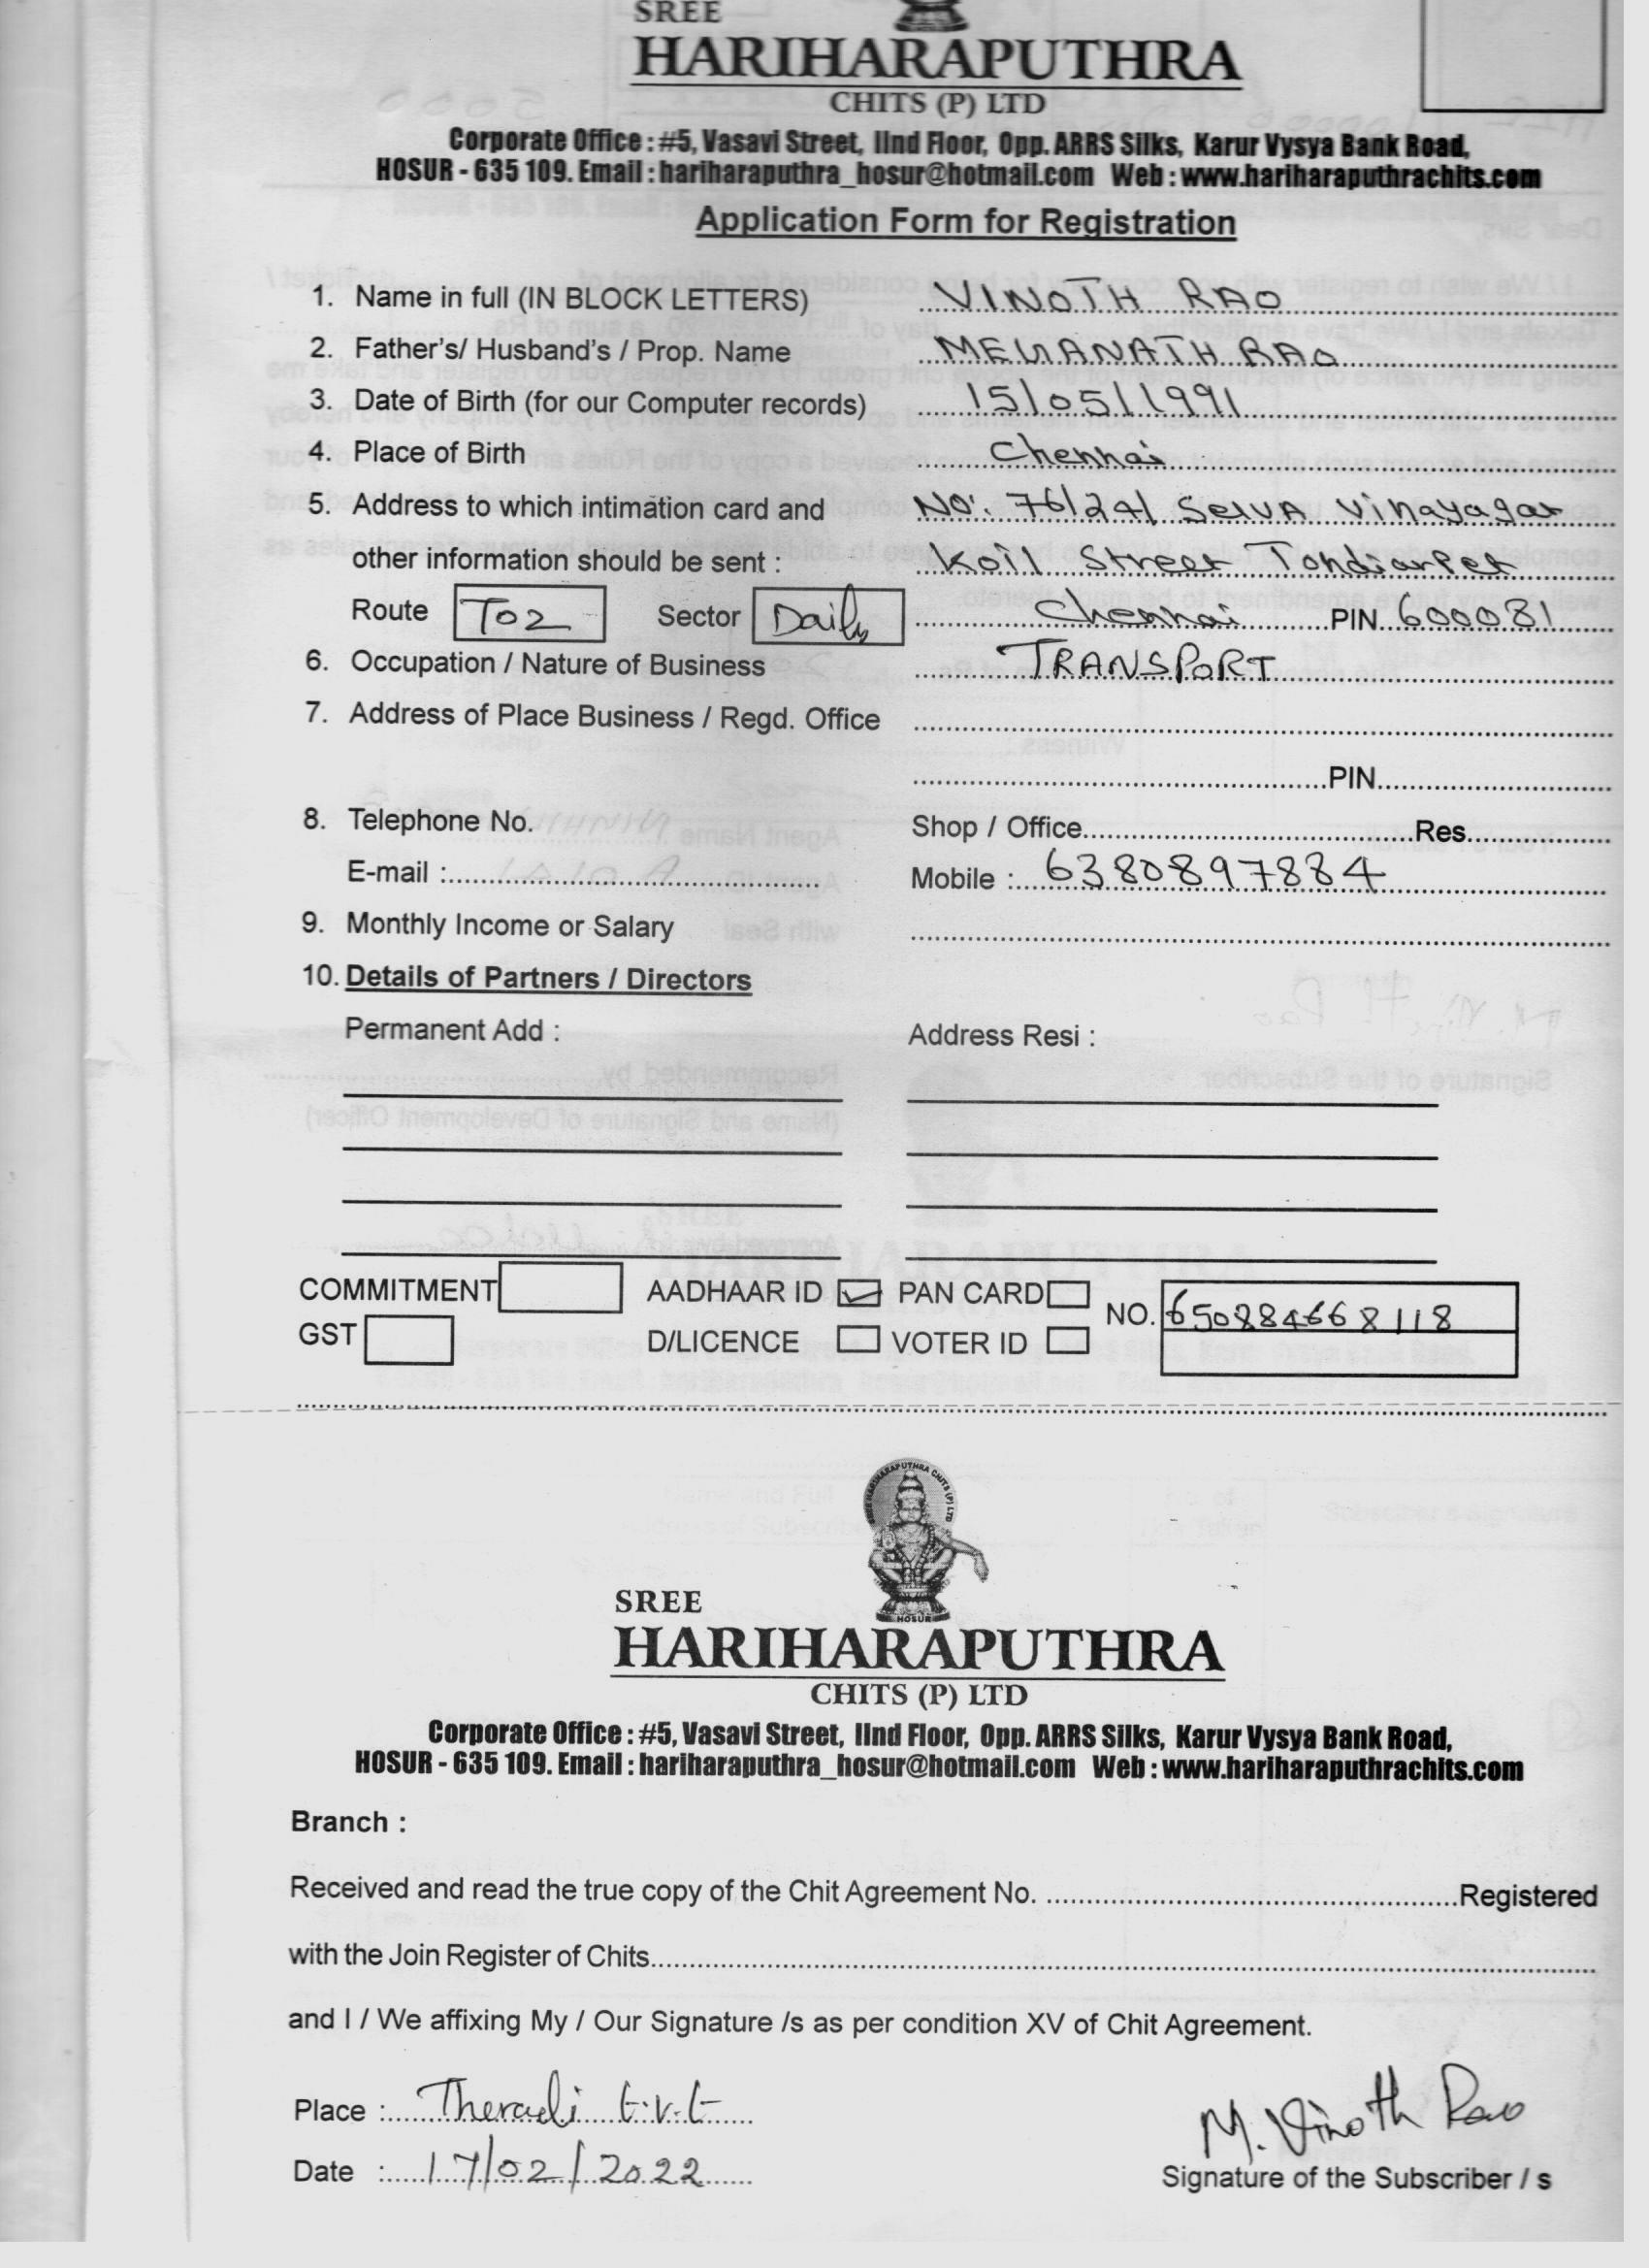 SREE
HARIHARAPUTHRA
CHITS (P) LTD
Corporate Office : #5, Vasavi Street, IInd Floor, Opp. ARRS Silks, Karur Vysya Bank Road,
HOSUR - 635 109. Email : hariharaputhra_hosur@hotmail.com Web : www.hariharaputhrachits.com
Application Form for Registration
1. Name in full (IN BLOCK LETTERS) VINOTH RAO
2. Father's/ Husband's / Prop. Name MEGANATH RAO
3. Date of Birth (for our Computer records) 15/05/1991
4. Place of Birth Chennai
5. Address to which intimation card and No: 76/24/ Selva Vinayagar
other information should be sent : Koil Street Tondiarpet
Route T02 Sector Daily Chennai PIN 600081
6. Occupation / Nature of Business TRANSPORT
7. Address of Place Business / Regd. Office
PIN
8. Telephone No. Shop / Office Res.
E-mail : Mobile : 6380897884
9. Monthly Income or Salary
10. Details of Partners / Directors
Permanent Add : Address Resi :
COMMITMENT AADHAAR ID ✓ PAN CARD NO. 650884668118
GST D/LICENCE VOTER ID
SREE HARIHARAPUTHRA CHITS (P) LTD
HOSUR
SREE
HARIHARAPUTHRA
CHITS (P) LTD
Corporate Office : #5, Vasavi Street, IInd Floor, Opp. ARRS Silks, Karur Vysya Bank Road,
HOSUR - 635 109. Email : hariharaputhra_hosur@hotmail.com Web : www.hariharaputhrachits.com
Branch :
Received and read the true copy of the Chit Agreement No. Registered
with the Join Register of Chits
and I / We affixing My / Our Signature /s as per condition XV of Chit Agreement.
Place : Theradi t.v.t
Date : 17/02/2022
M. Vinoth Rao
Signature of the Subscriber / s